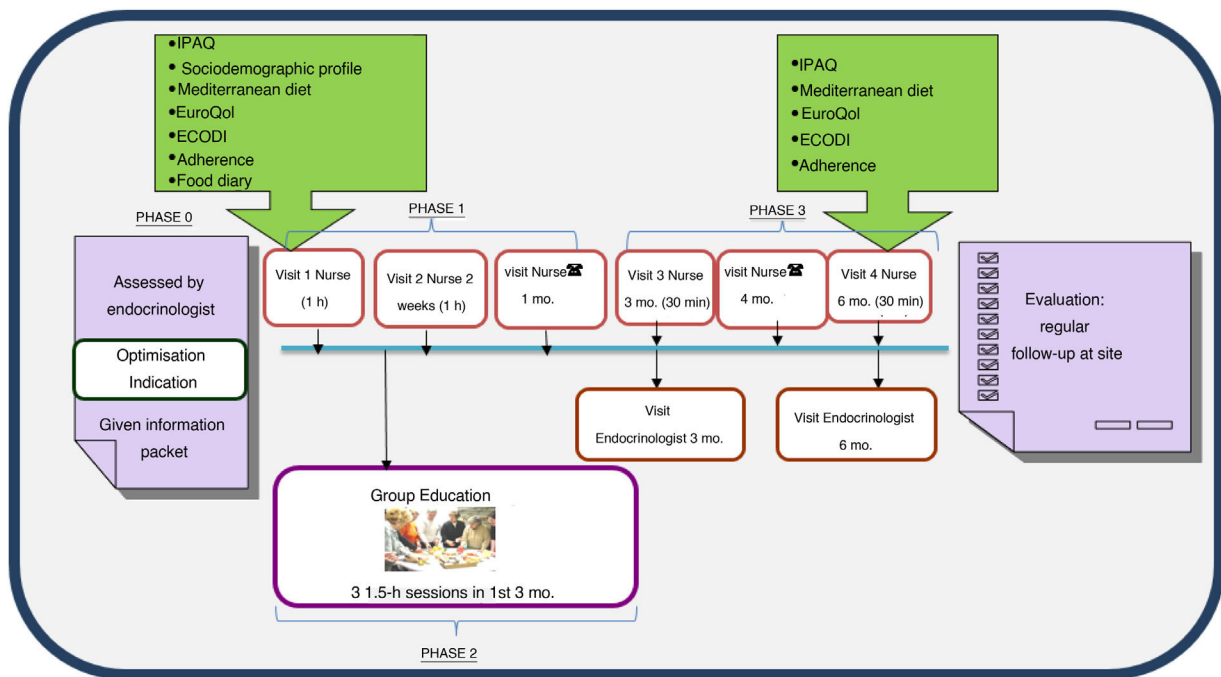 •IPAQ
• Sociodemographic profile
•Mediterranean diet
•EuroQol
•ECODI
•Adherence
•Food diary
•IPAQ
•Mediterranean diet
•EuroQol
•ECODI
•Adherence
PHASE 0
PHASE 1
PHASE 3
Assessed by
endocrinologist
Optimisation
Indication
Given information
packet
Visit 1 Nurse
(1 h)
Visit 2 Nurse 2
weeks (1 h)
visit Nurse☎
1 mo.
Visit 3 Nurse
3 mo. (30 min)
visit Nurse☎
4 mo.
Visit 4 Nurse
6 mo. (30 min)
Evaluation:
regular
follow-up at site
Visit
Endocrinologist 3 mo.
Visit Endocrinologist
6 mo.
Group Education
3 1.5-h sessions in 1st 3 mo.
PHASE 2